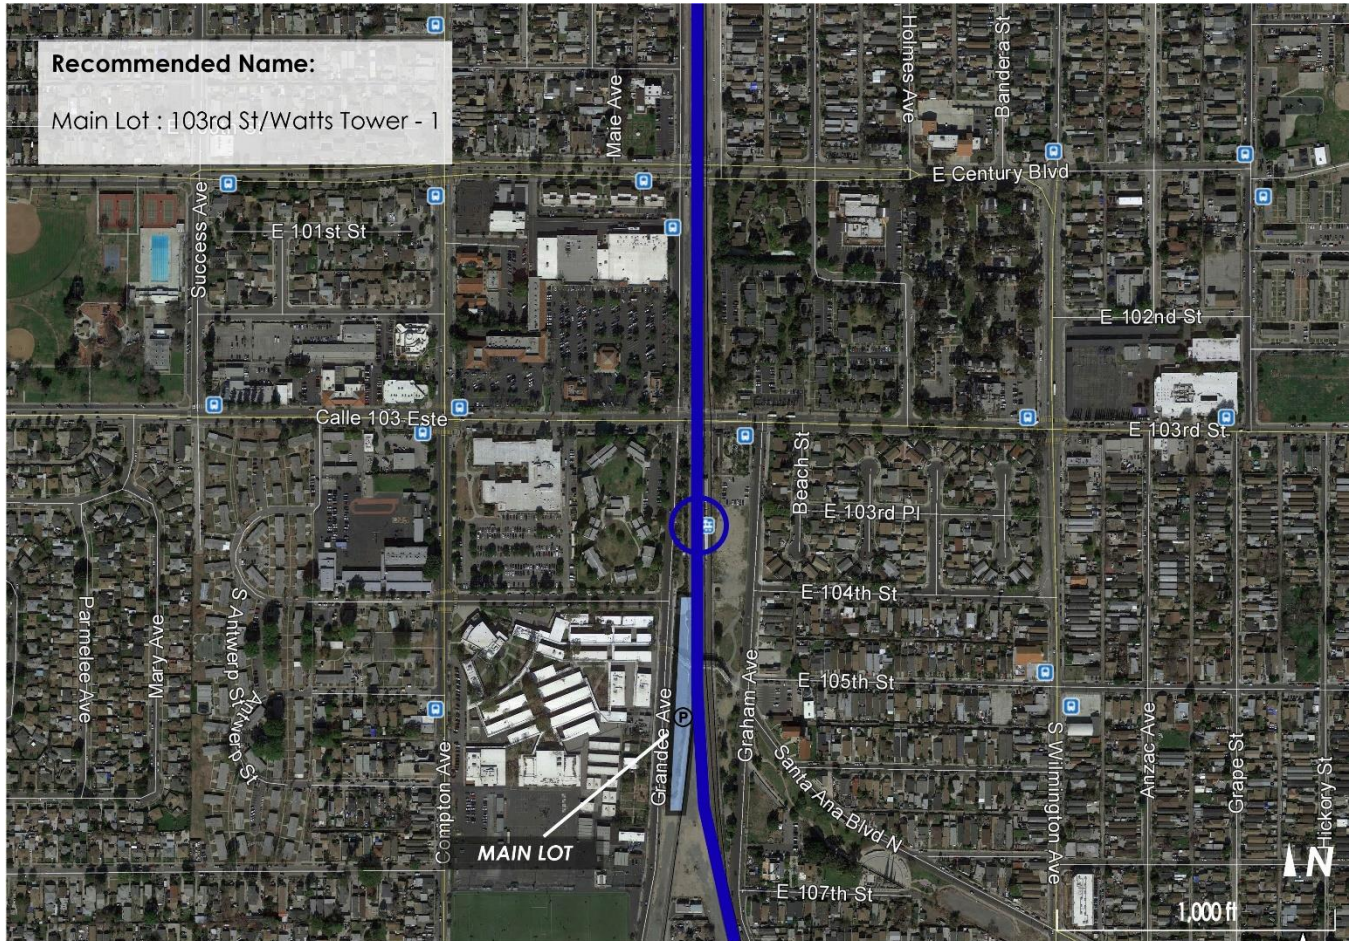 Recommended Name:
Main Lot : 103rd St/Watts Tower - 1
Maie Ave
Holmes Ave
Bandera St
E Century Blvd
Success Ave
E 101st St
E 102nd St
Calle 103 Este
E 103rd St
Beach St
E 103rd Pl
E 104th St
Parmelee Ave
Mary Ave
S Antwerp St
Antwerp St
E 105th St
P
Grandee Ave
Graham Ave
Compton Ave
Santa Ana Blvd N
S Wilmington Ave
Anzac Ave
Grape St
Hickory St
MAIN LOT
N
E 107th St
1,000 ft